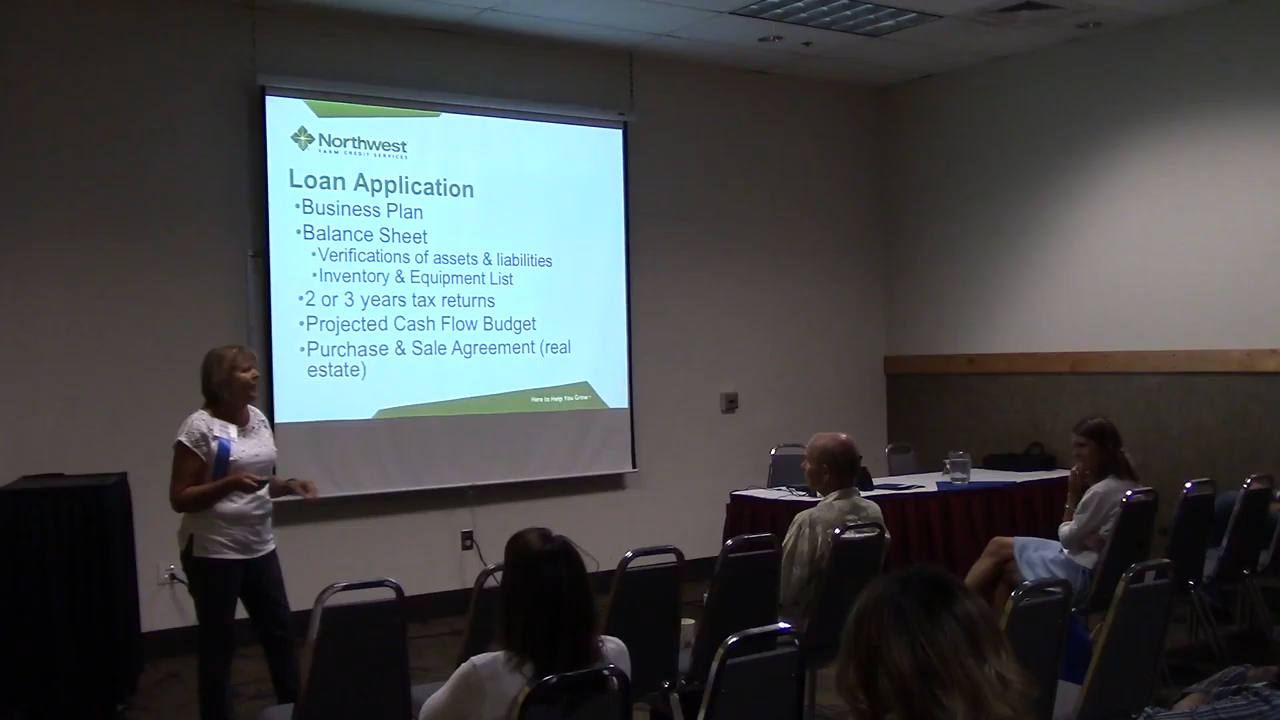 Northwest
FARM CREDIT SERVICES
Loan Application
•Business Plan
•Balance Sheet
•Verifications of assets & liabilities
•Inventory & Equipment List
•2 or 3 years tax returns
•Projected Cash Flow Budget
•Purchase & Sale Agreement (real
estate)
Here to Help You Grow™